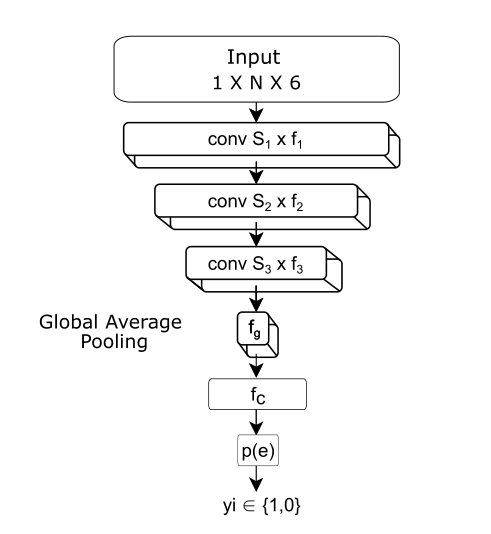 Input
1 X N X 6
conv S₁ x f₁
conv S₂ x f₂
conv S₃ x f₃
Global Average
Pooling
fg
fC
p(e)
yi ∈ {1,0}